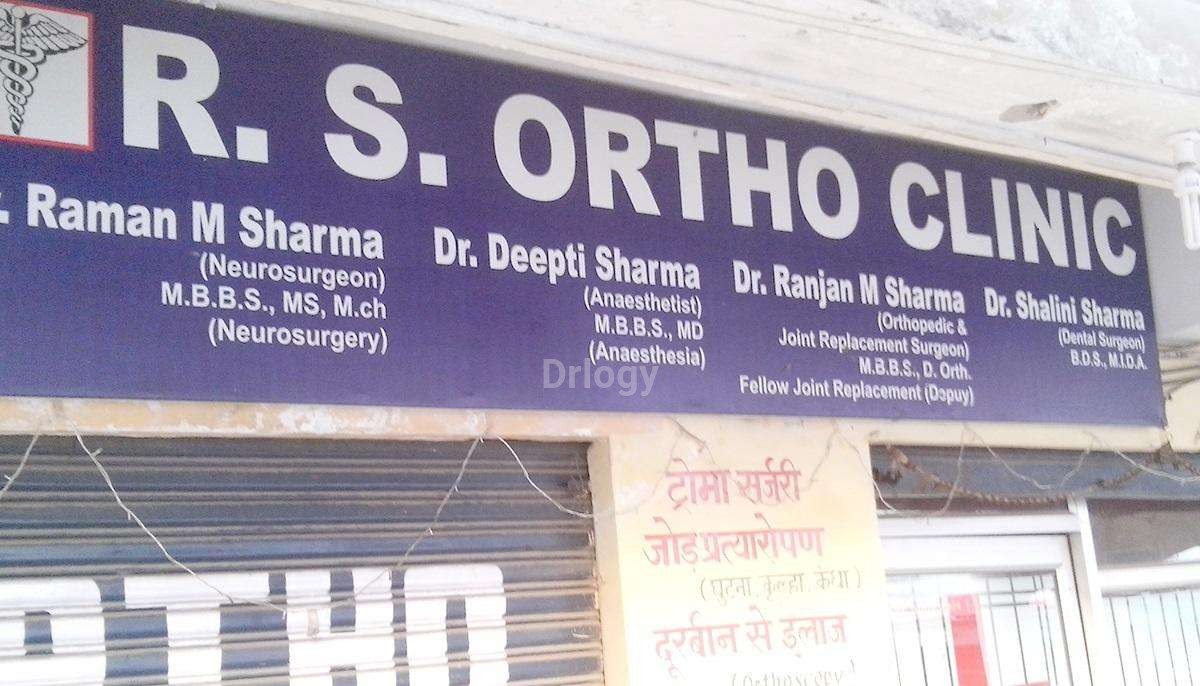 R. S. ORTHO CLINIC
. Raman M Sharma
(Neurosurgeon)
M.B.B.S., MS, M.ch
(Neurosurgery)
Dr. Deepti Sharma
(Anaesthetist)
M.B.B.S., MD
(Anaesthesia)
Dr. Ranjan M Sharma
(Orthopedic &
Joint Replacement Surgeon)
M.B.B.S., D. Orth.
Fellow Joint Replacement (Depuy)
Dr. Shalini Sharma
(Dental Surgeon)
B.D.S., M.I.D.A.
Drlogy
ट्रोमा सर्जरी
जोड़ प्रत्यारोपण
(घुटना, कूल्हा, कंधा)
दूरबीन से इलाज
(Orthoscopy)
RTHO